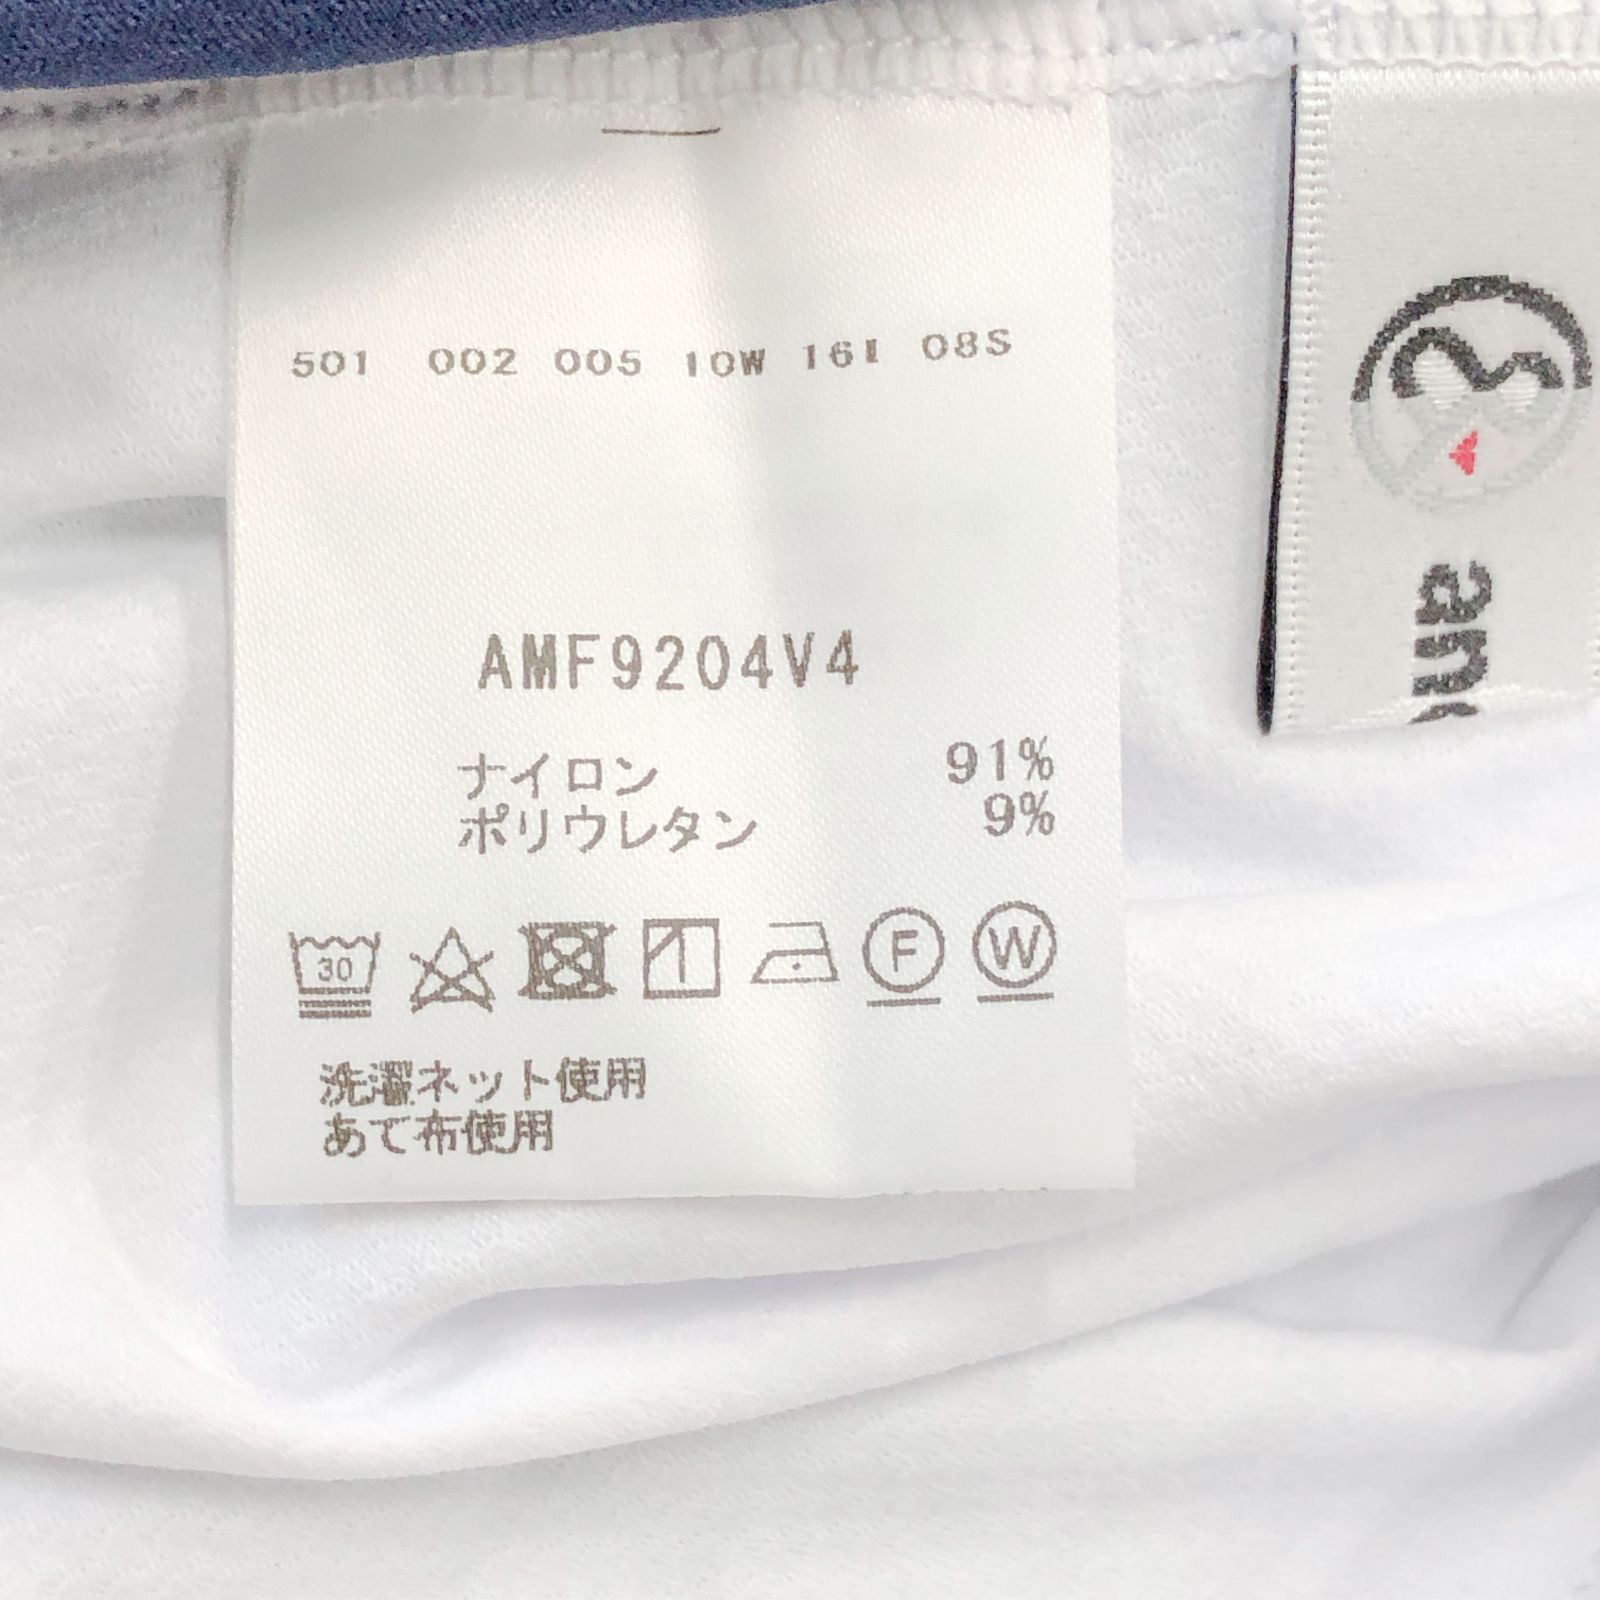 501 002 005 10W 16I 08S
AMF9204V4
ナイロン 91%
ポリウレタン 9%
30
F
W
洗濯ネット使用
あて布使用